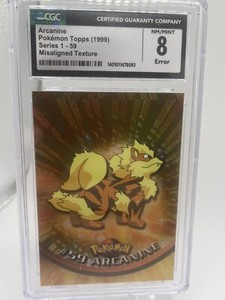 CGC
CERTIFIED GUARANTY COMPANY
Arcanine
Pokémon Topps (1999)
Series 1 - 59
Misaligned Texture
NM/MINT
8
Error
Pokémon
59 ARCANINE